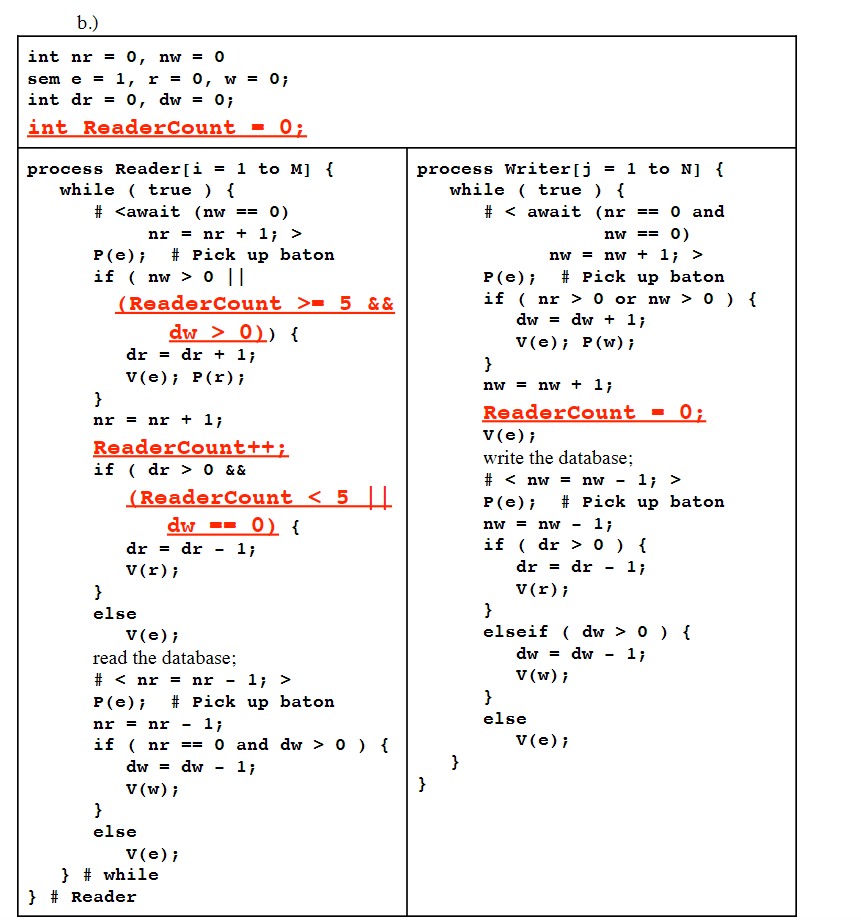 b.)
int nr = 0, nw = 0
sem e = 1, r = 0, w = 0;
int dr = 0, dw = 0;
int ReaderCount = 0;
process Reader[i = 1 to M] {
while ( true ) {
# <await (nw == 0)
nr = nr + 1; >
P(e);  # Pick up baton
if ( nw > 0 ||
(ReaderCount >= 5 &&
dw > 0)) {
dr = dr + 1;
V(e); P(r);
}
nr = nr + 1;
ReaderCount++;
if ( dr > 0 &&
(ReaderCount < 5 ||
dw == 0) {
dr = dr - 1;
V(r);
}
else
V(e);
read the database;
# < nr = nr - 1; >
P(e);  # Pick up baton
nr = nr - 1;
if ( nr == 0 and dw > 0 ) {
dw = dw - 1;
V(w);
}
else
V(e);
} # while
} # Reader
process Writer[j = 1 to N] {
while ( true ) {
# < await (nr == 0 and
nw == 0)
nw = nw + 1; >
P(e);  # Pick up baton
if ( nr > 0 or nw > 0 ) {
dw = dw + 1;
V(e); P(w);
}
nw = nw + 1;
ReaderCount = 0;
V(e);
write the database;
# < nw = nw - 1; >
P(e);  # Pick up baton
nw = nw - 1;
if ( dr > 0 ) {
dr = dr - 1;
V(r);
}
elseif ( dw > 0 ) {
dw = dw - 1;
V(w);
}
else
V(e);
}
}